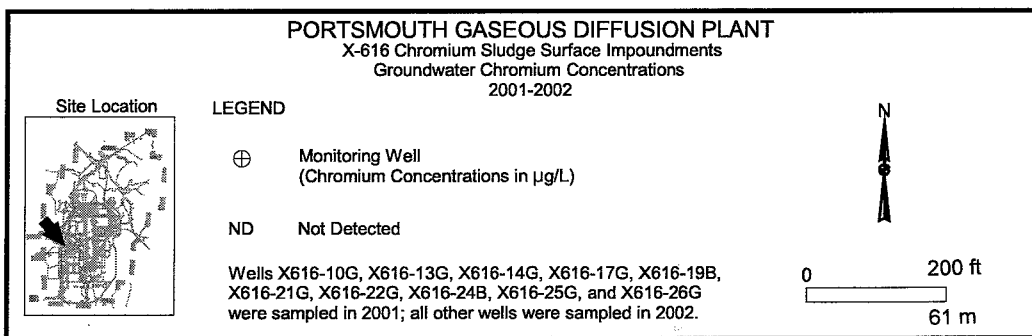 PORTSMOUTH GASEOUS DIFFUSION PLANT
X-616 Chromium Sludge Surface Impoundments
Groundwater Chromium Concentrations
2001-2002
Site Location
LEGEND
Monitoring Well
(Chromium Concentrations in µg/L)
ND Not Detected
Wells X616-10G, X616-13G, X616-14G, X616-17G, X616-19B,
X616-21G, X616-22G, X616-24B, X616-25G, and X616-26G
were sampled in 2001; all other wells were sampled in 2002.
N
0 200 ft
61 m